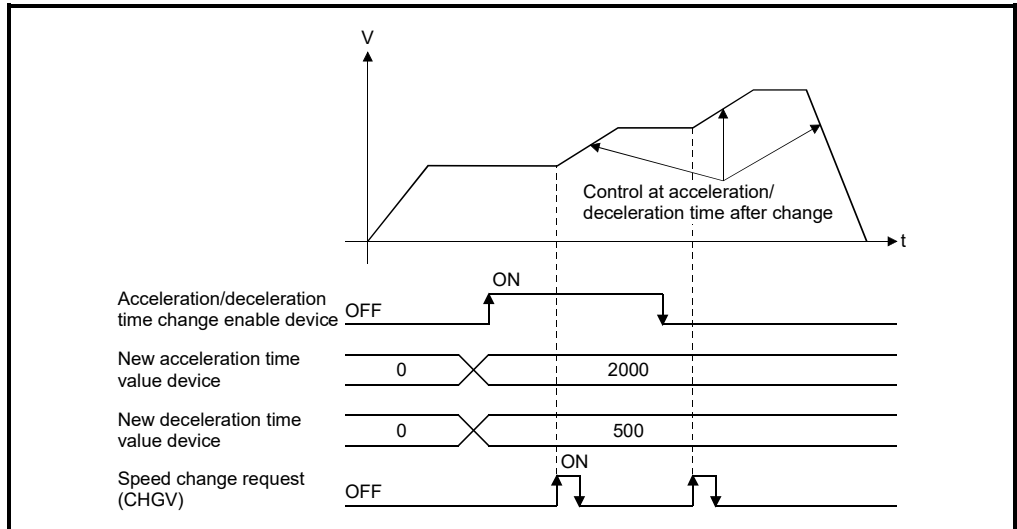 V
Control at acceleration/
deceleration time after change
t
ON
Acceleration/deceleration
time change enable device
OFF
New acceleration time
value device
0
2000
New deceleration time
value device
0
500
ON
Speed change request
(CHGV)
OFF